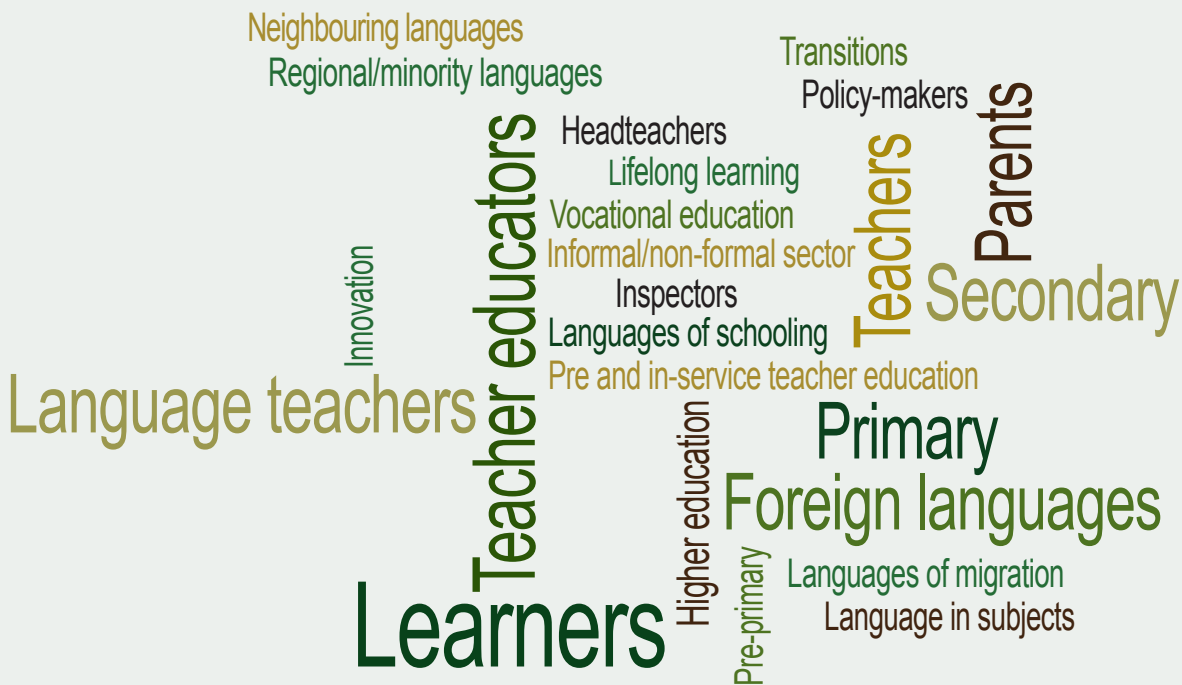 Neighbouring languages
Transitions
Regional/minority languages
Policy-makers
Parents
Headteachers
Teacher educators
Teachers
Lifelong learning
Vocational education
Informal/non-formal sector
Innovation
Secondary
Inspectors
Languages of schooling
Pre and in-service teacher education
Language teachers
Primary
Higher education
Foreign languages
Pre-primary
Languages of migration
Learners
Language in subjects